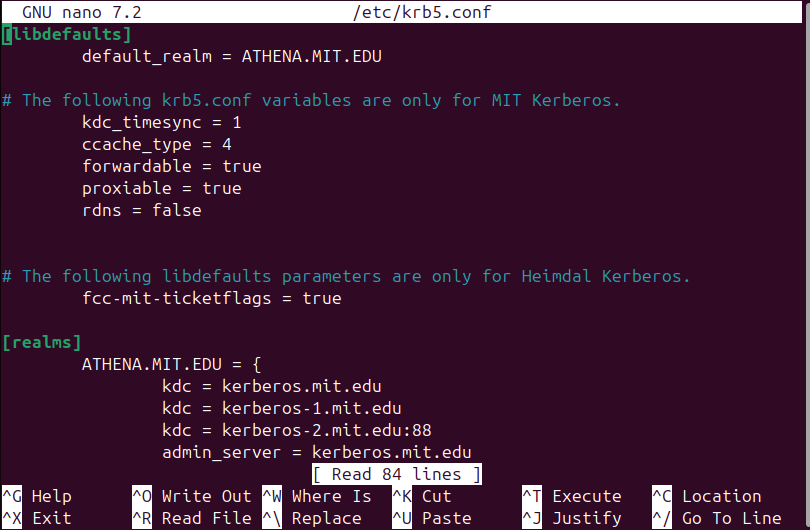 GNU nano 7.2 /etc/krb5.conf
[libdefaults]
default_realm = ATHENA.MIT.EDU
# The following krb5.conf variables are only for MIT Kerberos.
kdc_timesync = 1
ccache_type = 4
forwardable = true
proxiable = true
rdns = false
# The following libdefaults parameters are only for Heimdal Kerberos.
fcc-mit-ticketflags = true
[realms]
ATHENA.MIT.EDU = {
kdc = kerberos.mit.edu
kdc = kerberos-1.mit.edu
kdc = kerberos-2.mit.edu:88
admin_server = kerberos.mit.edu
[ Read 84 lines ]
^G Help ^O Write Out ^W Where Is ^K Cut ^T Execute ^C Location
^X Exit ^R Read File ^\ Replace ^U Paste ^J Justify ^/ Go To Line